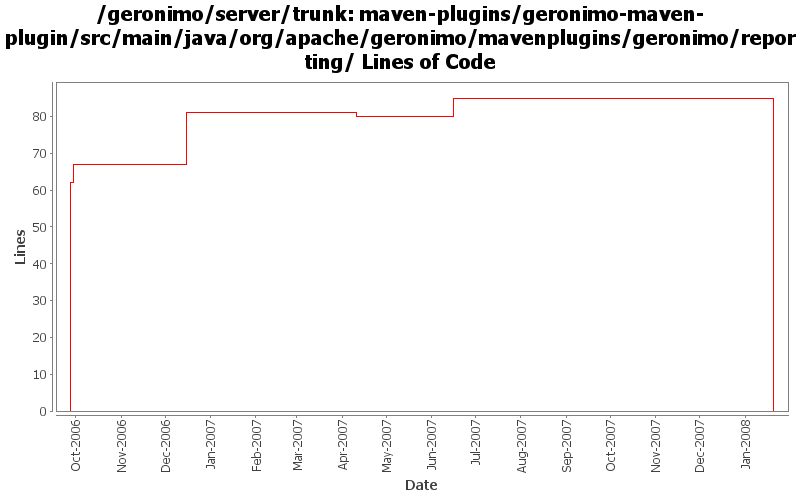 /geronimo/server/trunk: maven-plugins/geronimo-maven-
plugin/src/main/java/org/apache/geronimo/mavenplugins/geronimo/repor
ting/ Lines of Code
Lines
80
70
60
50
40
30
20
10
0
Oct-2006
Nov-2006
Dec-2006
Jan-2007
Feb-2007
Mar-2007
Apr-2007
May-2007
Jun-2007
Jul-2007
Aug-2007
Sep-2007
Oct-2007
Nov-2007
Dec-2007
Jan-2008
Date